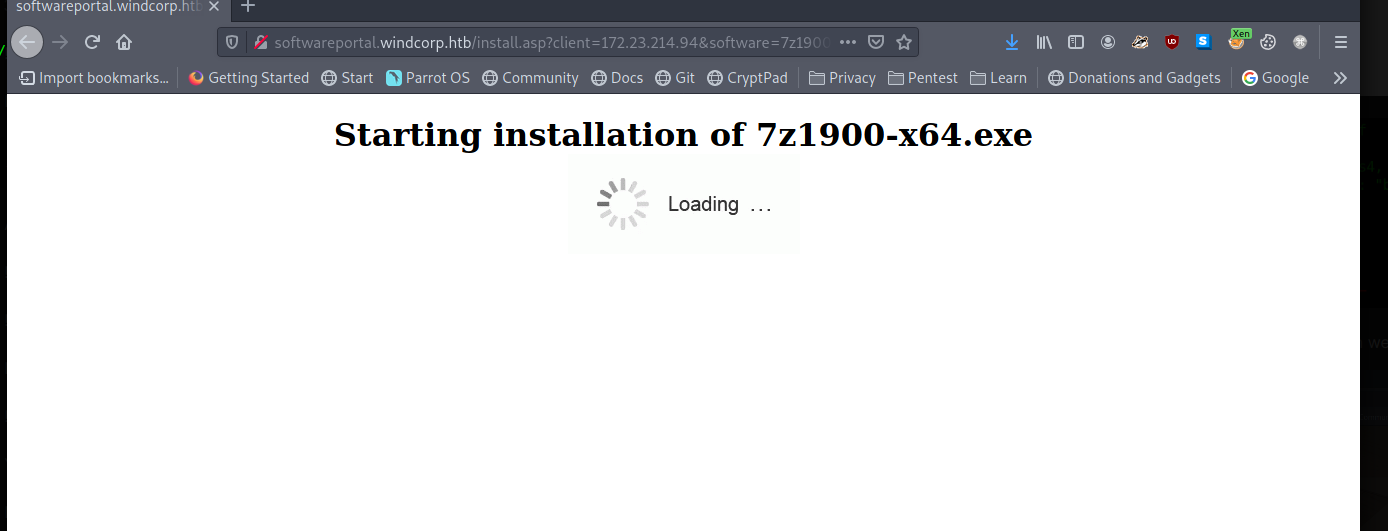 softwareportal.windcorp.htb
softwareportal.windcorp.htb/install.asp?client=172.23.214.94&software=7z1900
Xen
Import bookmarks... Getting Started Start Parrot OS Community Docs Git CryptPad Privacy Pentest Learn Donations and Gadgets Google
Starting installation of 7z1900-x64.exe
Loading ...
we